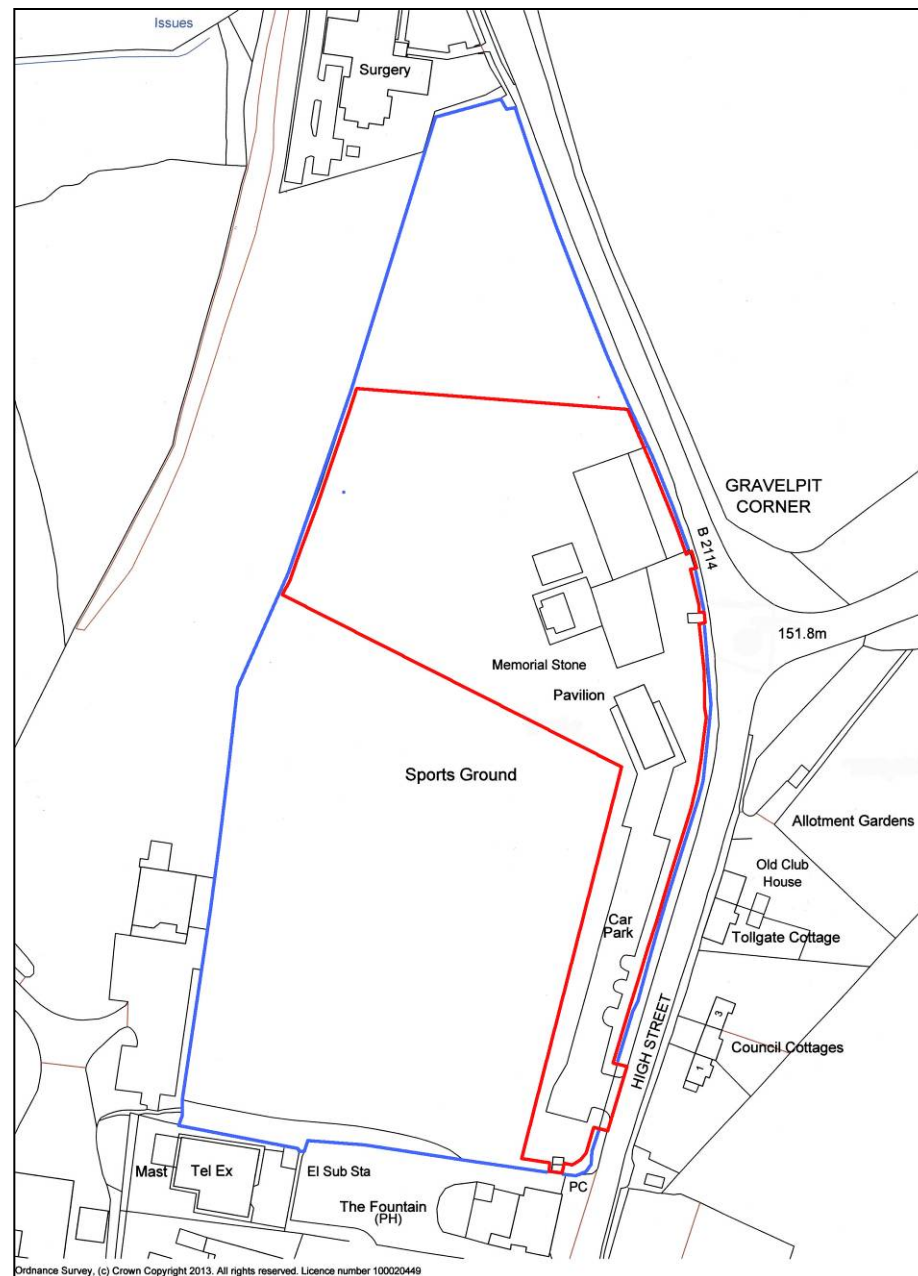 Issues
Surgery
GRAVELPIT
CORNER
B 2114
151.8m
Memorial Stone
Pavilion
Sports Ground
Allotment Gardens
Old Club
House
Car
Park
Tollgate Cottage
HIGH STREET
3
Council Cottages
1
Mast
Tel Ex
El Sub Sta
PC
The Fountain
(PH)
Ordnance Survey, (c) Crown Copyright 2013. All rights reserved. Licence number 100020449